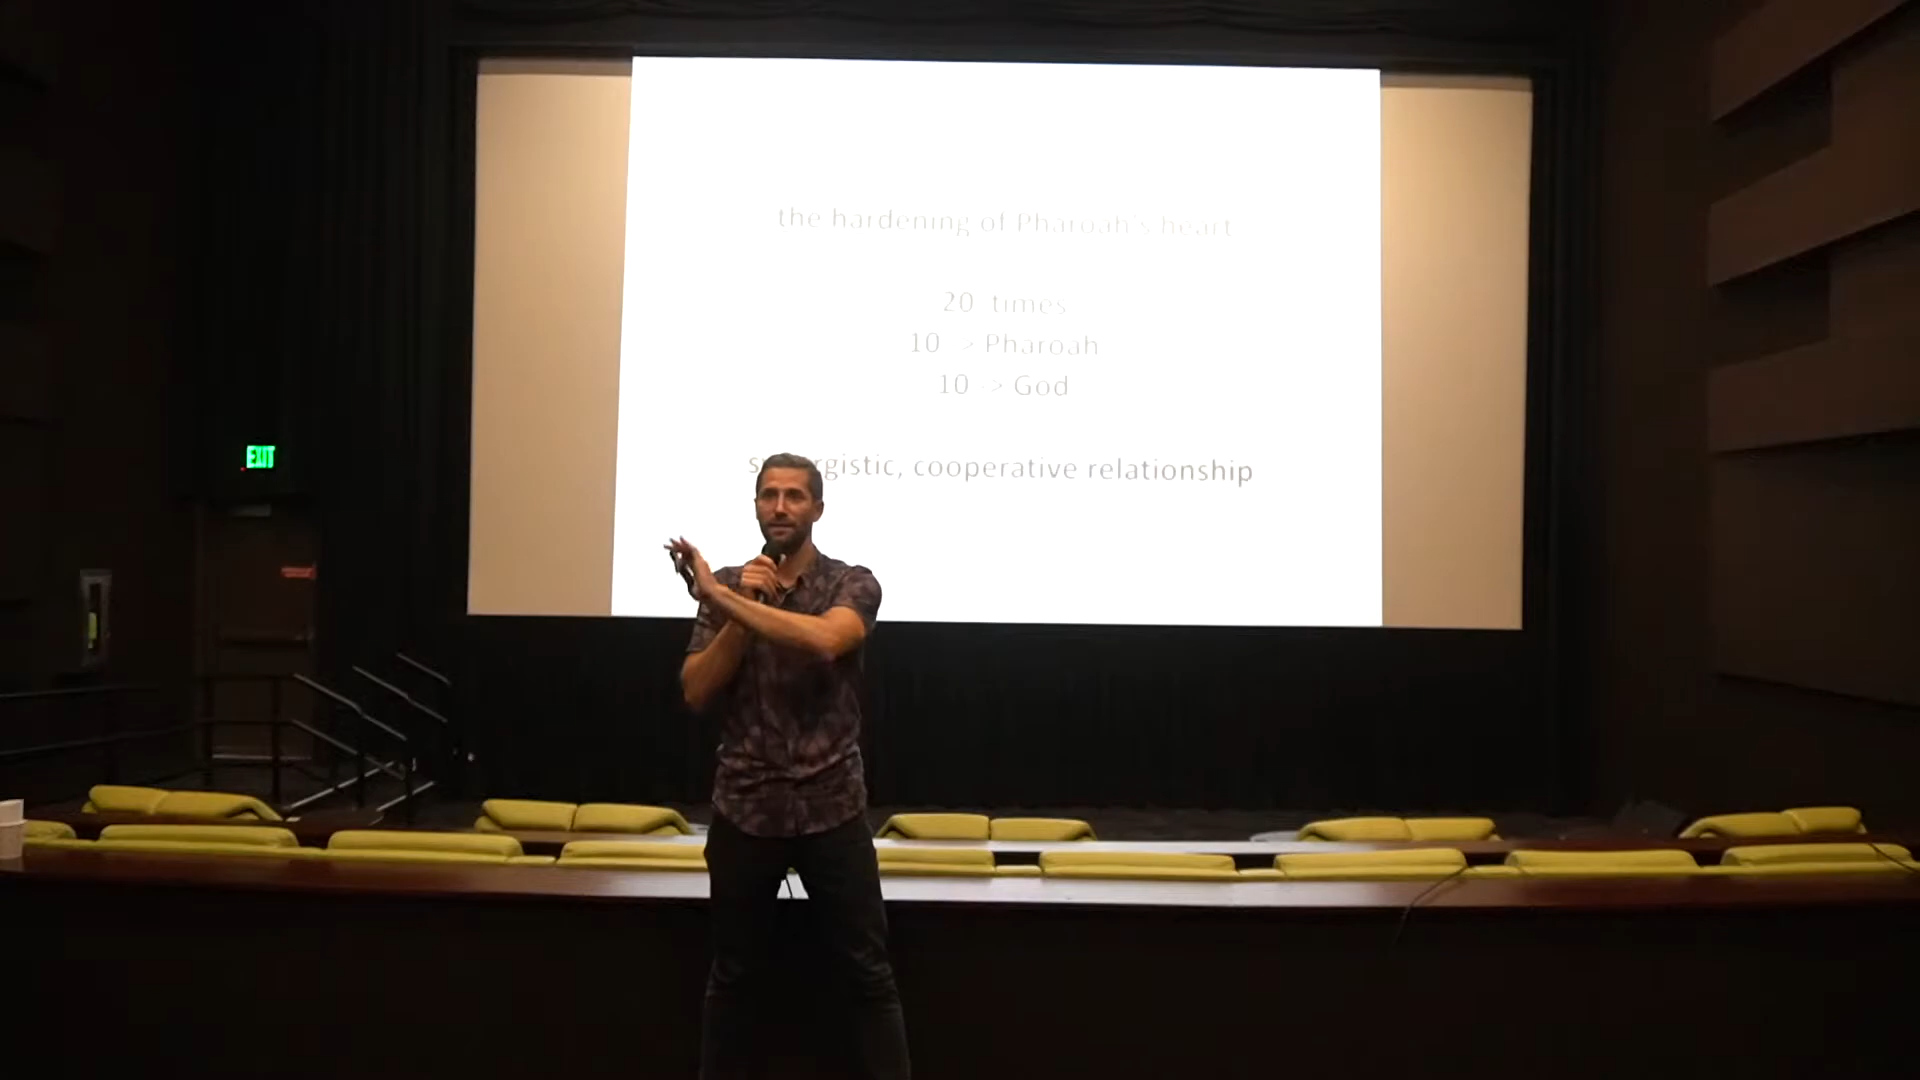 the hardening of Pharoah's heart
20 times
10 -> Pharoah
10 -> God
cooperative relationship
EXIT